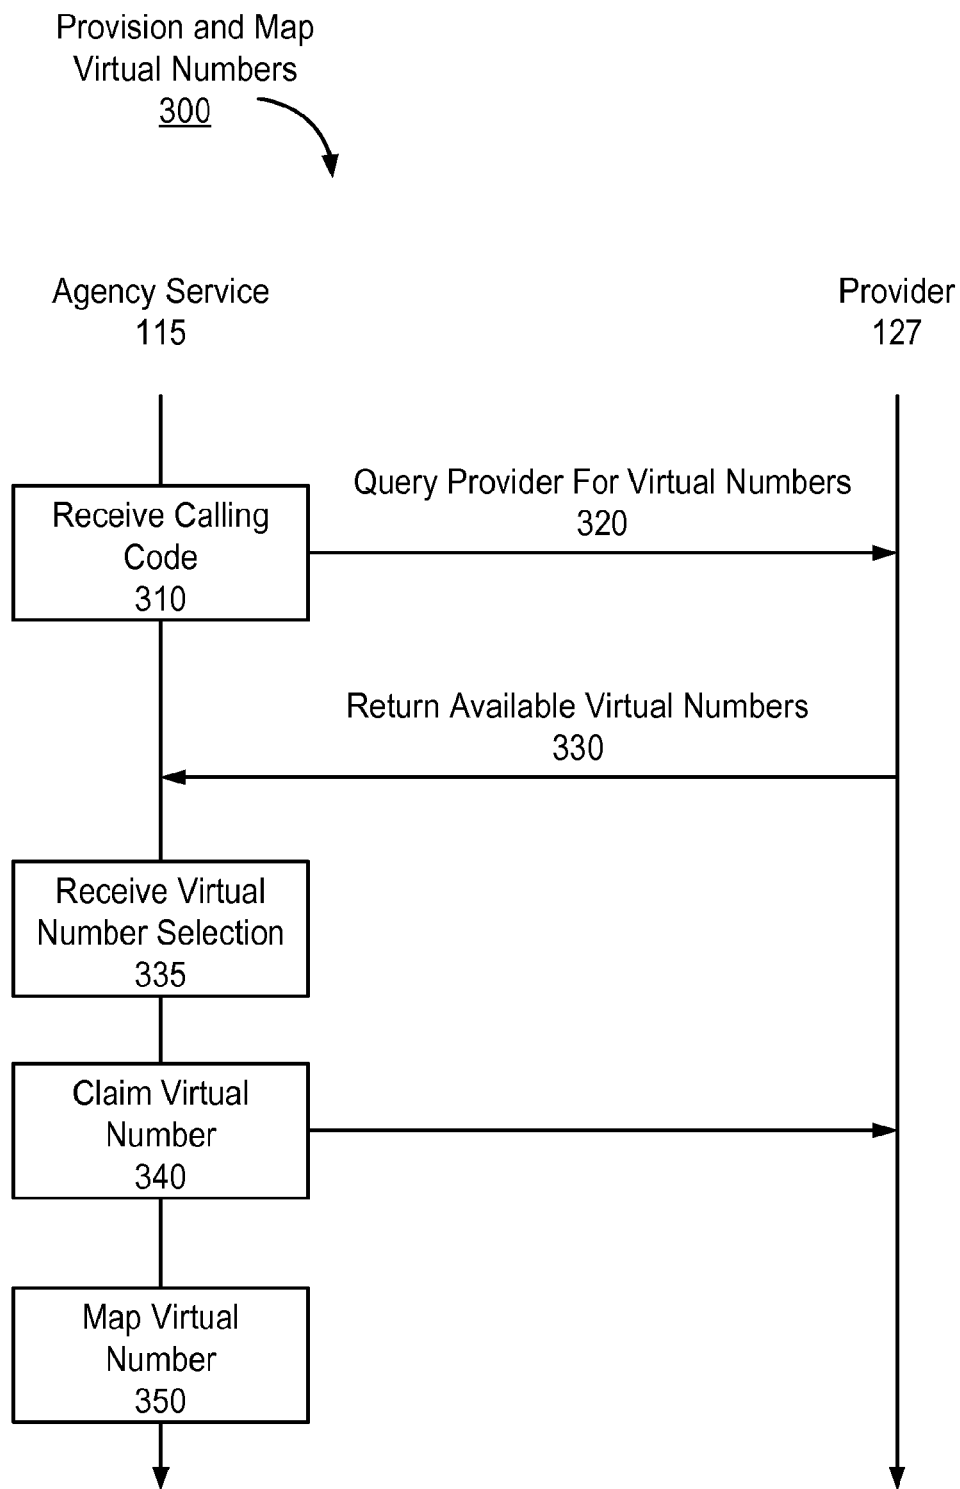 Provision and Map
Virtual Numbers
300
Agency Service
115
Provider
127
Receive Calling
Code
310
Query Provider For Virtual Numbers
320
Return Available Virtual Numbers
330
Receive Virtual
Number Selection
335
Claim Virtual
Number
340
Map Virtual
Number
350